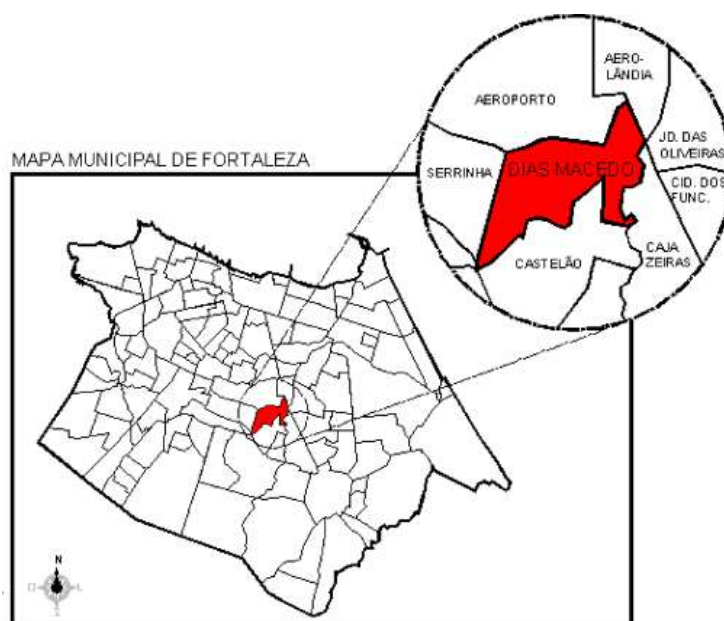 AERO-
LÂNDIA
AEROPORTO
JD. DAS
OLIVEIRAS
MAPA MUNICIPAL DE FORTALEZA
SERRINHA
DIAS MACEDO
CID. DOS
FUNC.
CASTELÃO
CAJA
ZEIRAS
N
O
L
S